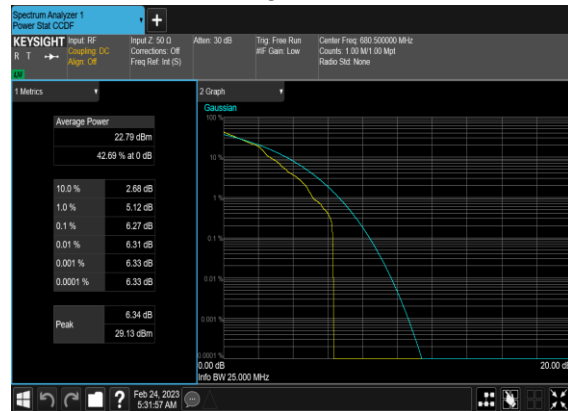 Spectrum Analyzer 1
Power Stat CCDF
+
KEYSIGHT
R T
LXI
Input: RF
Coupling: DC
Align: Off
Input Z: 50 Ω
Corrections: Off
Freq Ref: Int (S)
Atten: 30 dB
Trig: Free Run
#IF Gain: Low
Center Freq: 680.500000 MHz
Counts: 1.00 M/1.00 Mpt
Radio Std: None
1 Metrics
Average Power
22.79 dBm
42.69 % at 0 dB
10.0 % 2.68 dB
1.0 % 5.12 dB
0.1 % 6.27 dB
0.01 % 6.31 dB
0.001 % 6.33 dB
0.0001 % 6.33 dB
Peak 6.34 dB
29.13 dBm
2 Graph
Gaussian
100 %
10 %
1 %
0.1 %
0.01 %
0.001 %
0.0001 %
0.00 dB 20.00 dB
Info BW 25.000 MHz
? Feb 24, 2023
5:31:57 AM